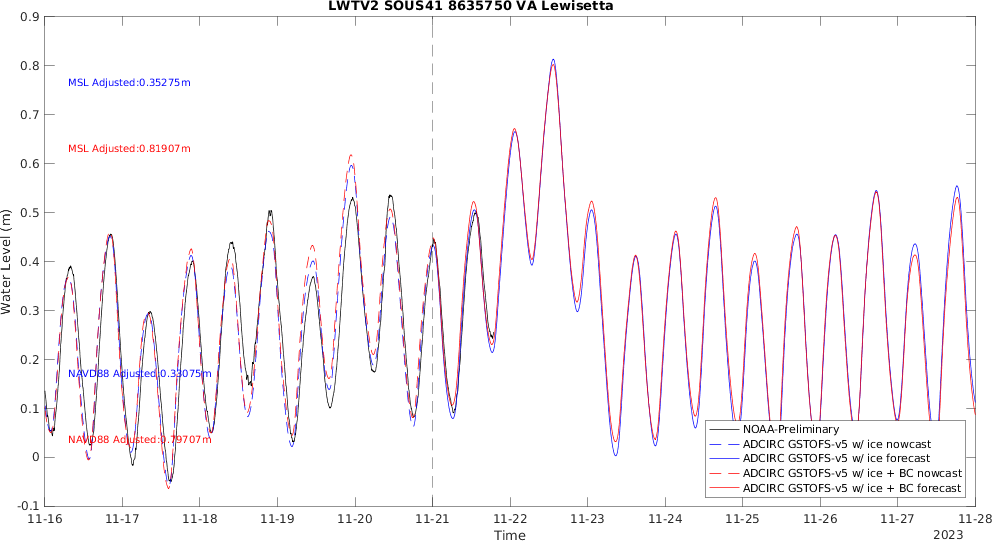 LWTV2 SOUS41 8635750 VA Lewisetta
Water Level (m)
0.9
0.8
0.7
0.6
0.5
0.4
0.3
0.2
0.1
0
-0.1
MSL Adjusted:0.35275m
MSL Adjusted:0.81907m
NAVD88 Adjusted:0.33075m
NAVD88 Adjusted:0.79707m
NOAA-Preliminary
ADCIRC GSTOFS-v5 w/ ice nowcast
ADCIRC GSTOFS-v5 w/ ice forecast
ADCIRC GSTOFS-v5 w/ ice + BC nowcast
ADCIRC GSTOFS-v5 w/ ice + BC forecast
11-16 11-17 11-18 11-19 11-20 11-21 11-22 11-23 11-24 11-25 11-26 11-27 11-28
Time
2023